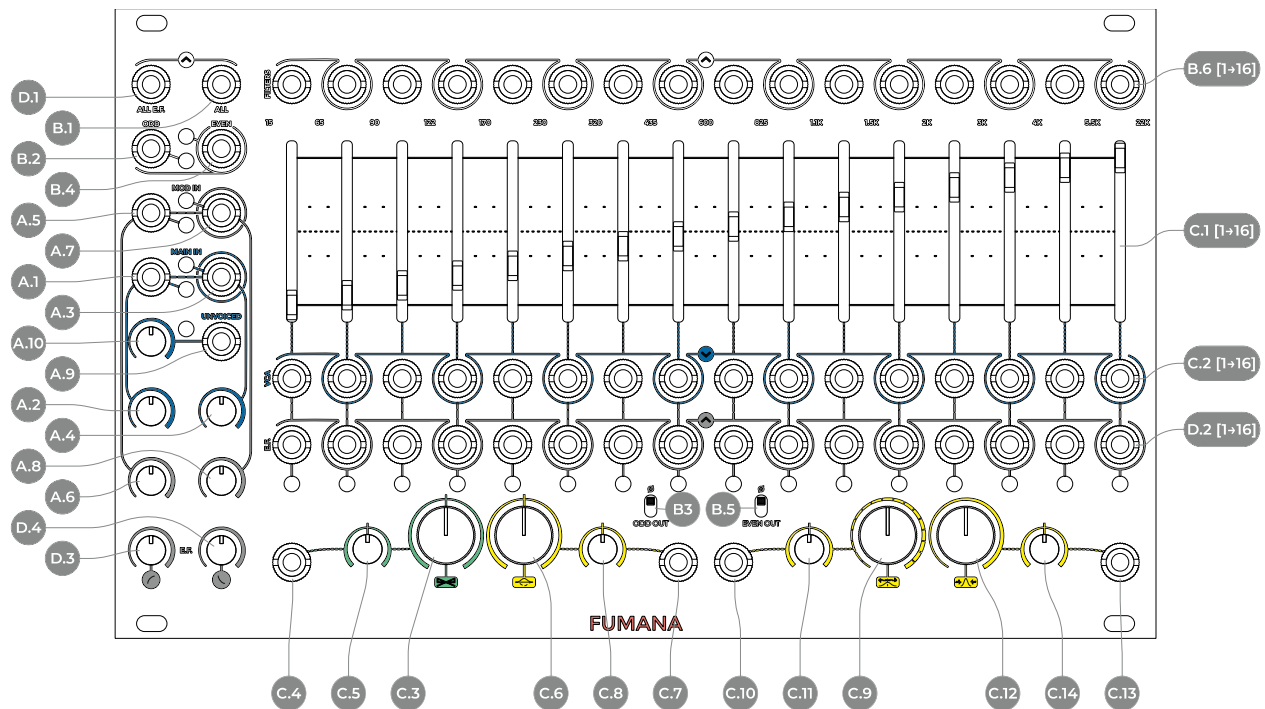 D.1
B.1
B.2
B.4
A.5
A.7
A.1
A.3
A.10
A.9
A.2
A.4
A.8
A.6
D.4
D.3
ALL E.F. ALL
ODD EVEN
MOD IN
MAIN IN
UNVOICED
E.F.
FILTERS
15 65 90 122 170 230 320 435 600 825 1.1K 1.5K 2K 3K 4K 5.5K 22K
VCA
E.F.
ø ø
ODD OUT EVEN OUT
B3 B.5
FUMANA
B.6 [1→16]
C.1 [1→16]
C.2 [1→16]
D.2 [1→16]
C.4 C.5 C.3 C.6 C.8 C.7 C.10 C.11 C.9 C.12 C.14 C.13